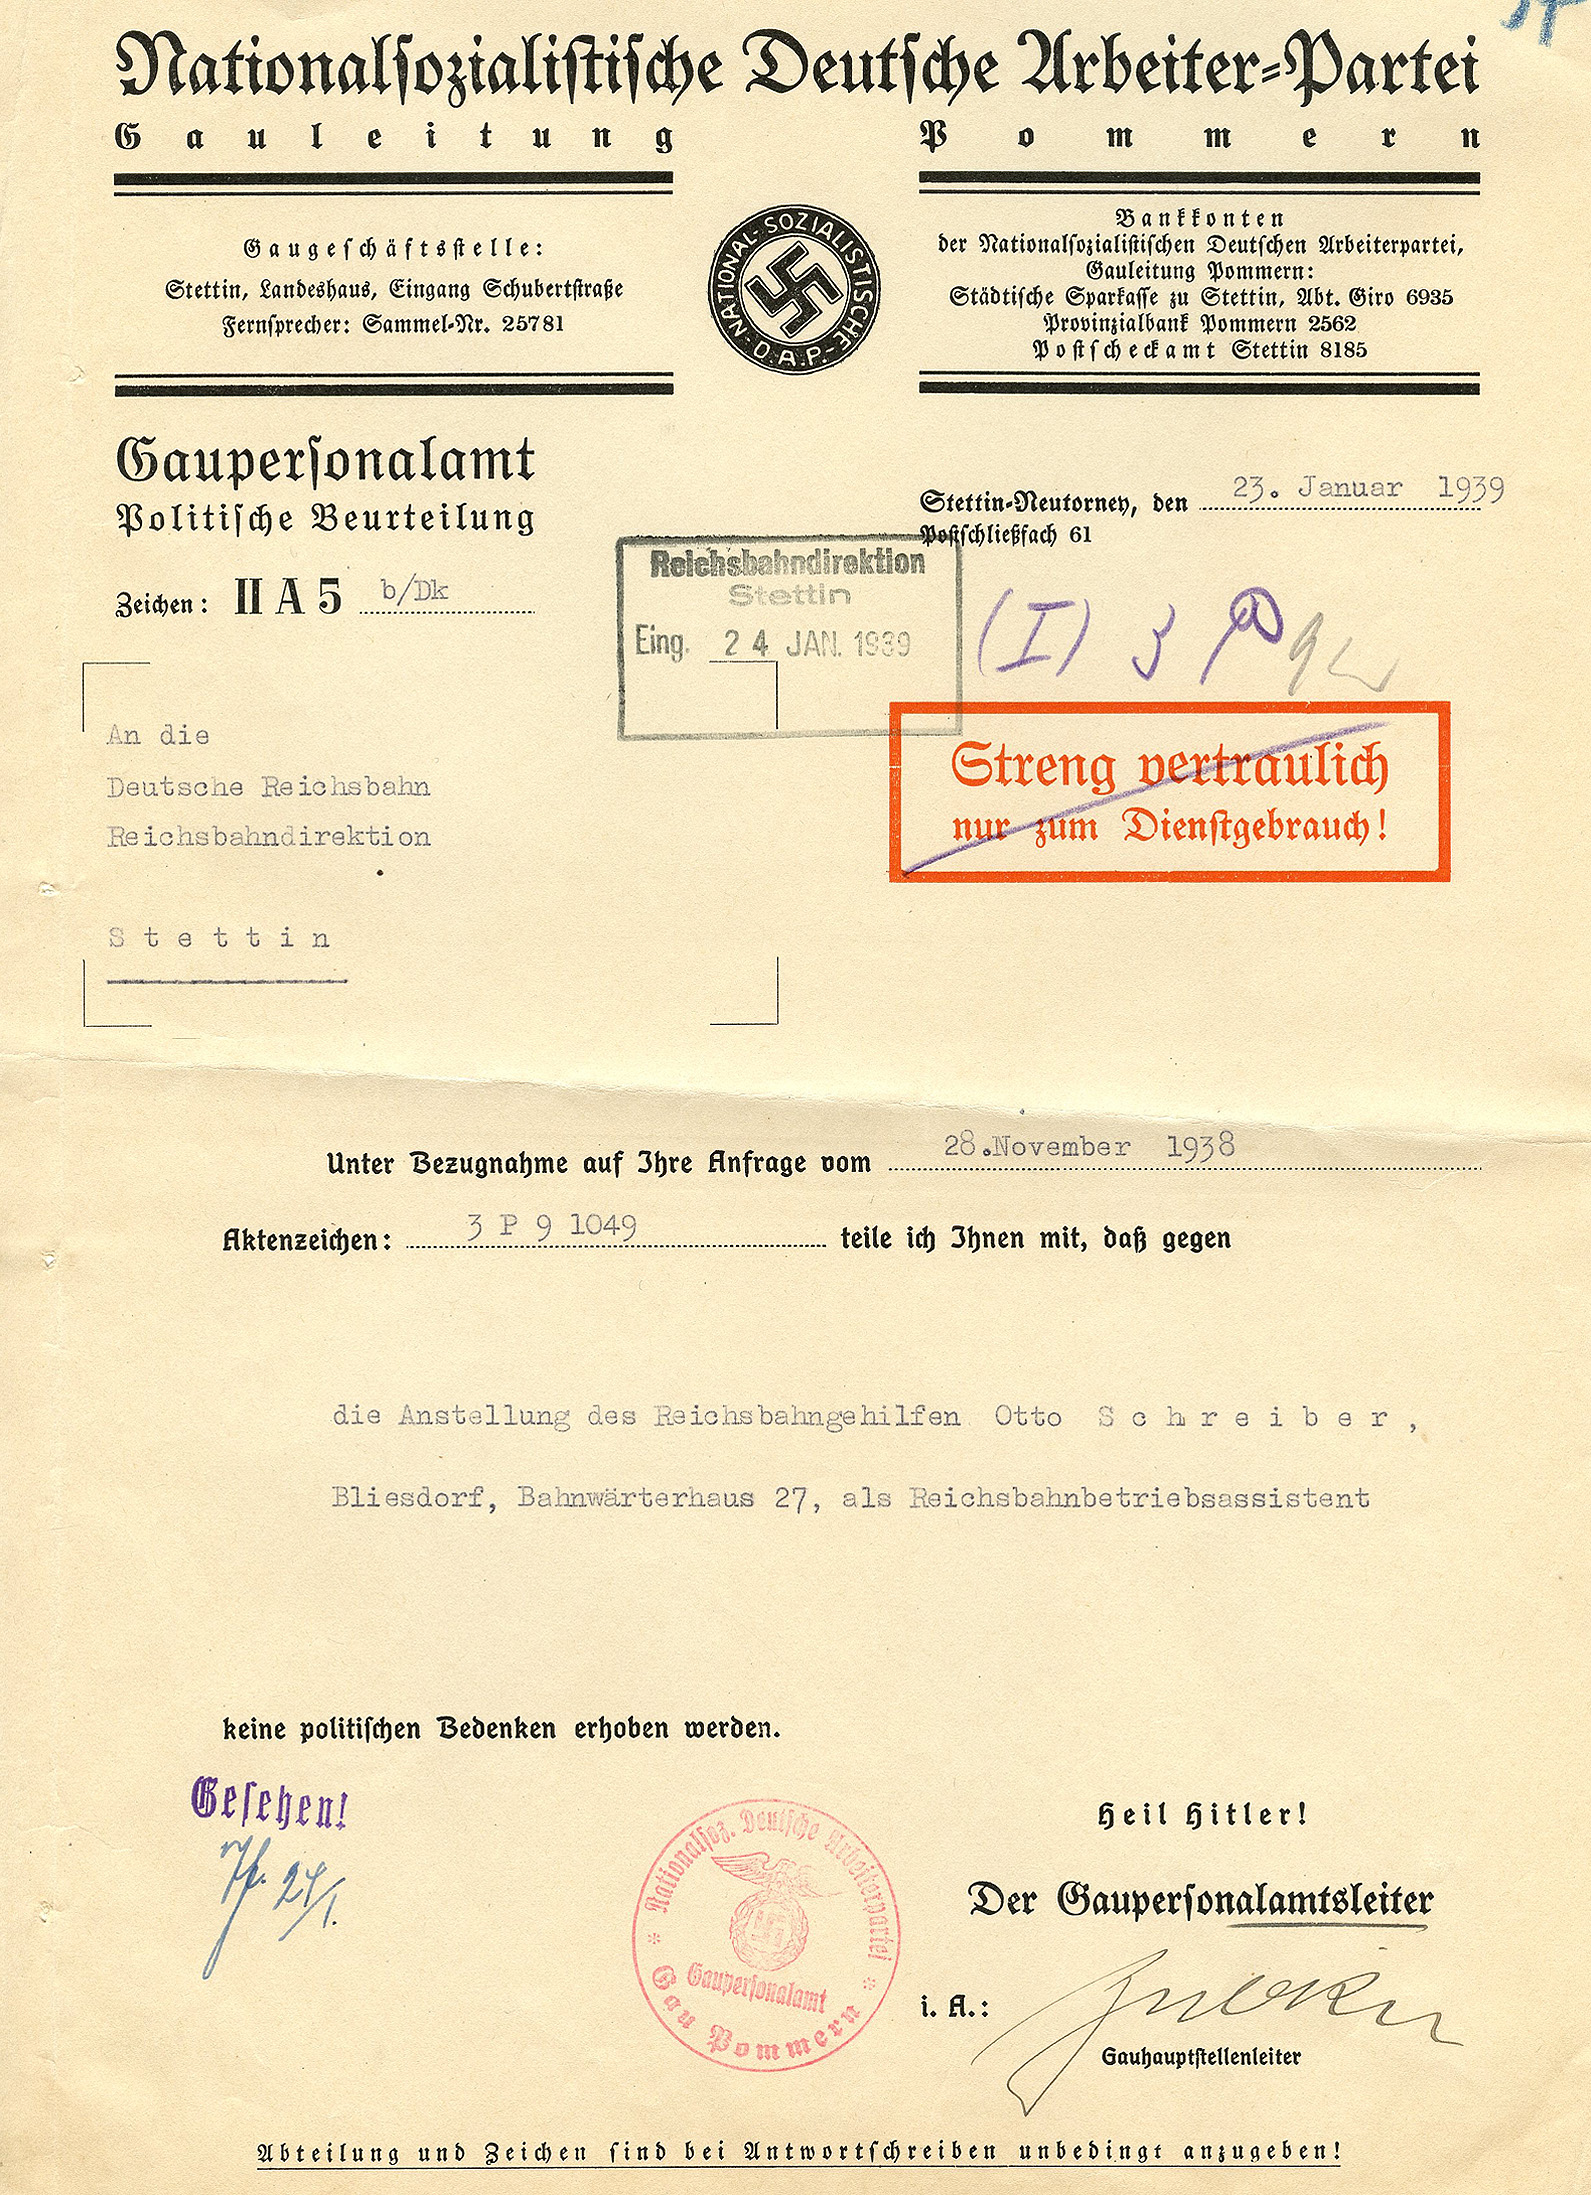 Nationalsozialistische Deutsche Arbeiter-Partei
Gauleitung Pommern
Gaugeschäftsstelle:
Stettin, Landeshaus, Eingang Schubertstraße
Fernsprecher: Sammel-Nr. 25781
NATIONAL-SOZIALISTISCHE-D.A.P.-
Bankkonten
der Nationalsozialistischen Deutschen Arbeiterpartei,
Gauleitung Pommern:
Städtische Sparkasse zu Stettin, Abt. Giro 6935
Provinzialbank Pommern 2562
Postscheckamt Stettin 8185
Gaupersonalamt
Politische Beurteilung
Zeichen: II A 5 b/Dk
Stettin-Neutorney, den 23. Januar 1939
Postschließfach 61
Reichsbahndirektion
Stettin
Eing. 24 JAN. 1939
(I) 3 P 9
Streng vertraulich
nur zum Dienstgebrauch!
An die
Deutsche Reichsbahn
Reichsbahndirektion
Stettin
Unter Bezugnahme auf Ihre Anfrage vom 28.November 1938
Aktenzeichen: 3 P 9 1049 teile ich Ihnen mit, daß gegen
die Anstellung des Reichsbahngehilfen Otto Schreiber,
Bliesdorf, Bahnwärterhaus 27, als Reichsbahnbetriebsassistent
keine politischen Bedenken erhoben werden.
Gesehen!
24/1.
Nationalsoz. Deutsche Arbeiterpartei
Gaupersonalamt
Gau Pommern
Heil Hitler!
Der Gaupersonalamtsleiter
i. A.:
Gauhauptstellenleiter
Abteilung und Zeichen sind bei Antwortschreiben unbedingt anzugeben!